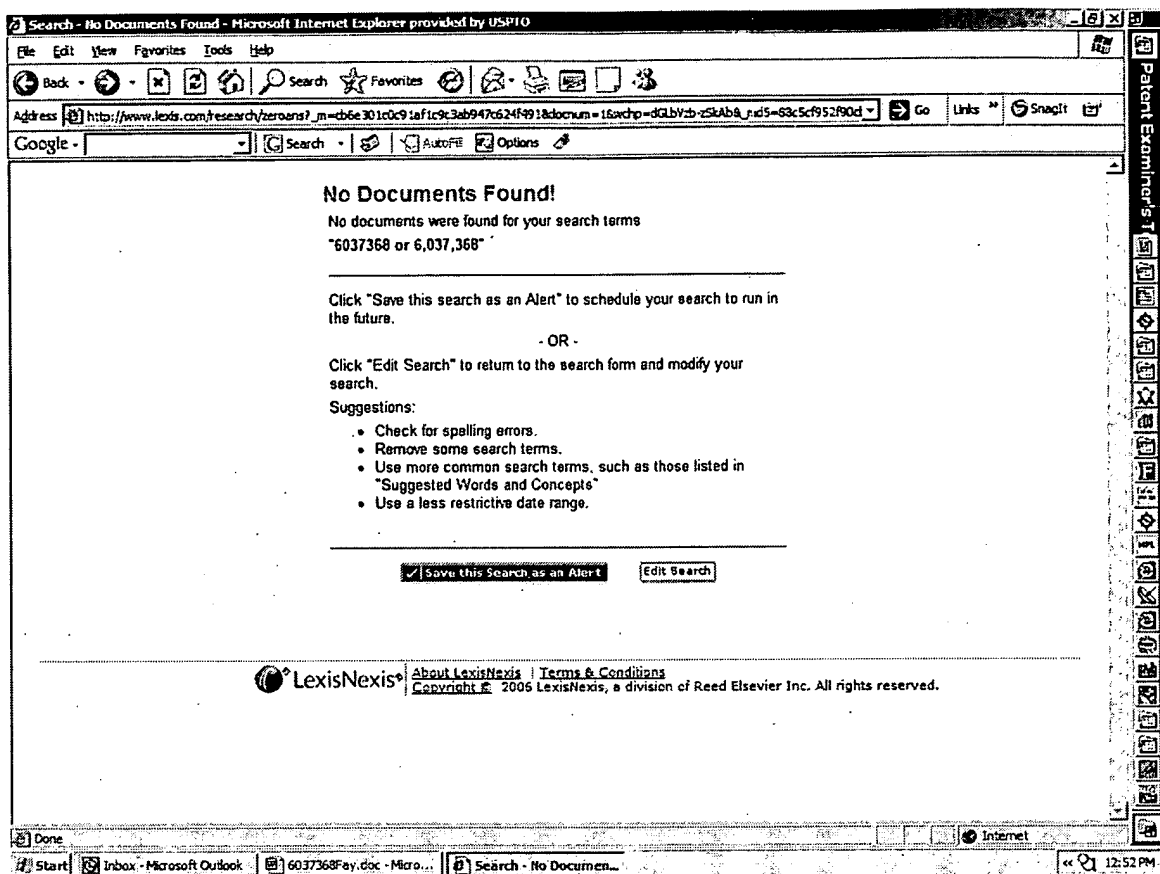 Search - No Documents Found - Microsoft Internet Explorer provided by USPTO
File Edit View Favorites Tools Help
Back Search Favorites
Address Go Links » SnagIt
Google - Search AutoFill Options
Patent Examiner's T
No Documents Found!
No documents were found for your search terms
"6037368 or 6,037,368"
Click "Save this search as an Alert" to schedule your search to run in
the future.
- OR -
Click "Edit Search" to return to the search form and modify your
search.
Suggestions:
• Check for spelling errors.
• Remove some search terms.
• Use more common search terms, such as those listed in
"Suggested Words and Concepts"
• Use a less restrictive date range.
✓ Save this Search as an Alert Edit Search
LexisNexis® About LexisNexis | Terms & Conditions
Copyright © 2006 LexisNexis, a division of Reed Elsevier Inc. All rights reserved.
Done Internet
Start Inbox - Microsoft Outlook 6037368Fay.doc - Micro... Search - No Documen... « 12:52 PM